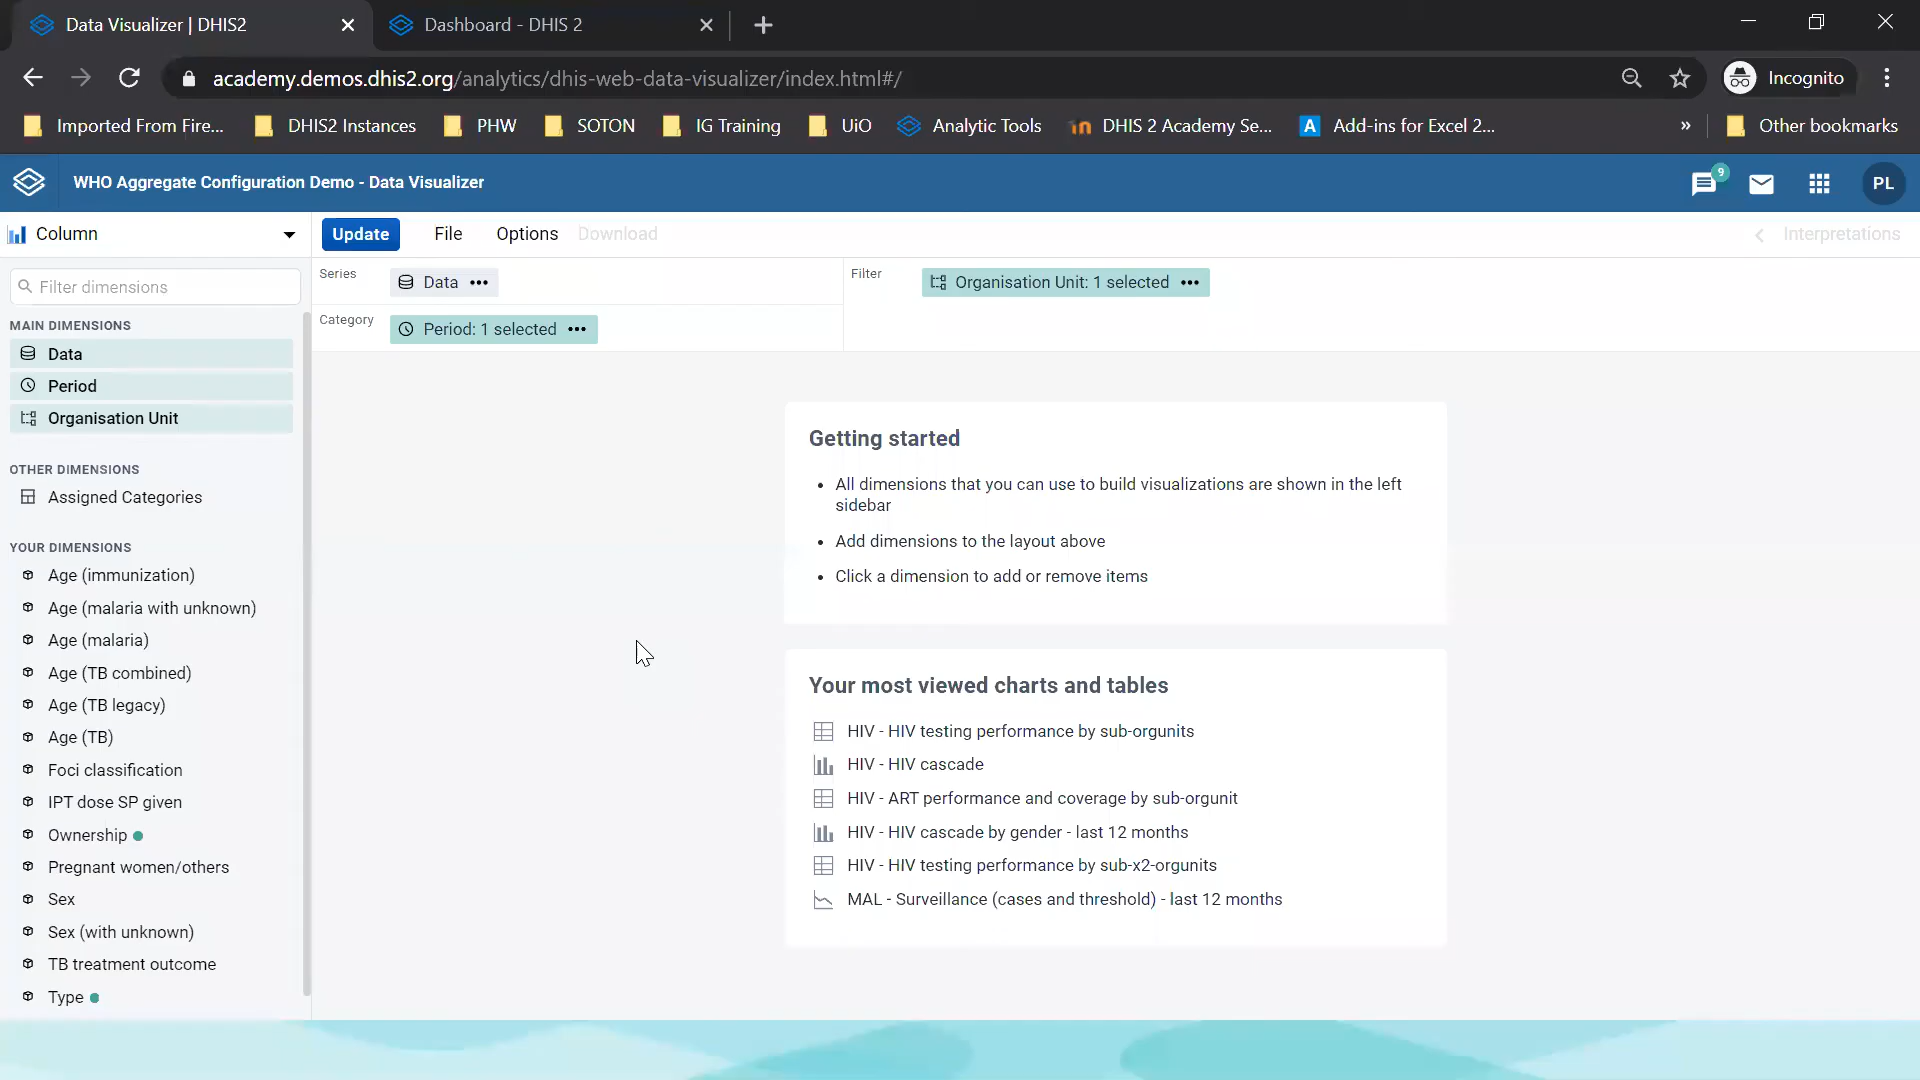 Data Visualizer | DHIS2
Dashboard - DHIS 2
academy.demos.dhis2.org/analytics/dhis-web-data-visualizer/index.html#/
Incognito
Imported From Fire...
DHIS2 Instances
PHW
SOTON
IG Training
UiO
Analytic Tools
DHIS 2 Academy Se...
Add-ins for Excel 2...
»
Other bookmarks
WHO Aggregate Configuration Demo - Data Visualizer
9
PL
Column
Update
File
Options
Download
Interpretations
Filter dimensions
Series
Data
Filter
Organisation Unit: 1 selected
Category
Period: 1 selected
MAIN DIMENSIONS
Data
Period
Organisation Unit
OTHER DIMENSIONS
Assigned Categories
YOUR DIMENSIONS
Age (immunization)
Age (malaria with unknown)
Age (malaria)
Age (TB combined)
Age (TB legacy)
Age (TB)
Foci classification
IPT dose SP given
Ownership
Pregnant women/others
Sex
Sex (with unknown)
TB treatment outcome
Type
Getting started
• All dimensions that you can use to build visualizations are shown in the left
sidebar
• Add dimensions to the layout above
• Click a dimension to add or remove items
Your most viewed charts and tables
HIV - HIV testing performance by sub-orgunits
HIV - HIV cascade
HIV - ART performance and coverage by sub-orgunit
HIV - HIV cascade by gender - last 12 months
HIV - HIV testing performance by sub-x2-orgunits
MAL - Surveillance (cases and threshold) - last 12 months